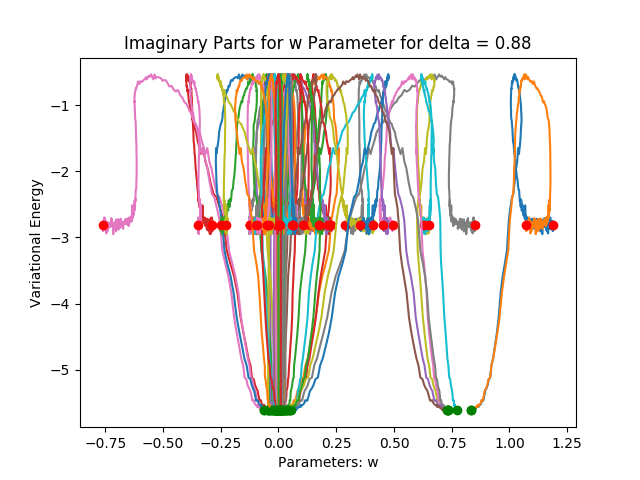 Imaginary Parts for w Parameter for delta = 0.88
Variational Energy
−1
−2
−3
−4
−5
−0.75 −0.50 −0.25 0.00 0.25 0.50 0.75 1.00 1.25
Parameters: w